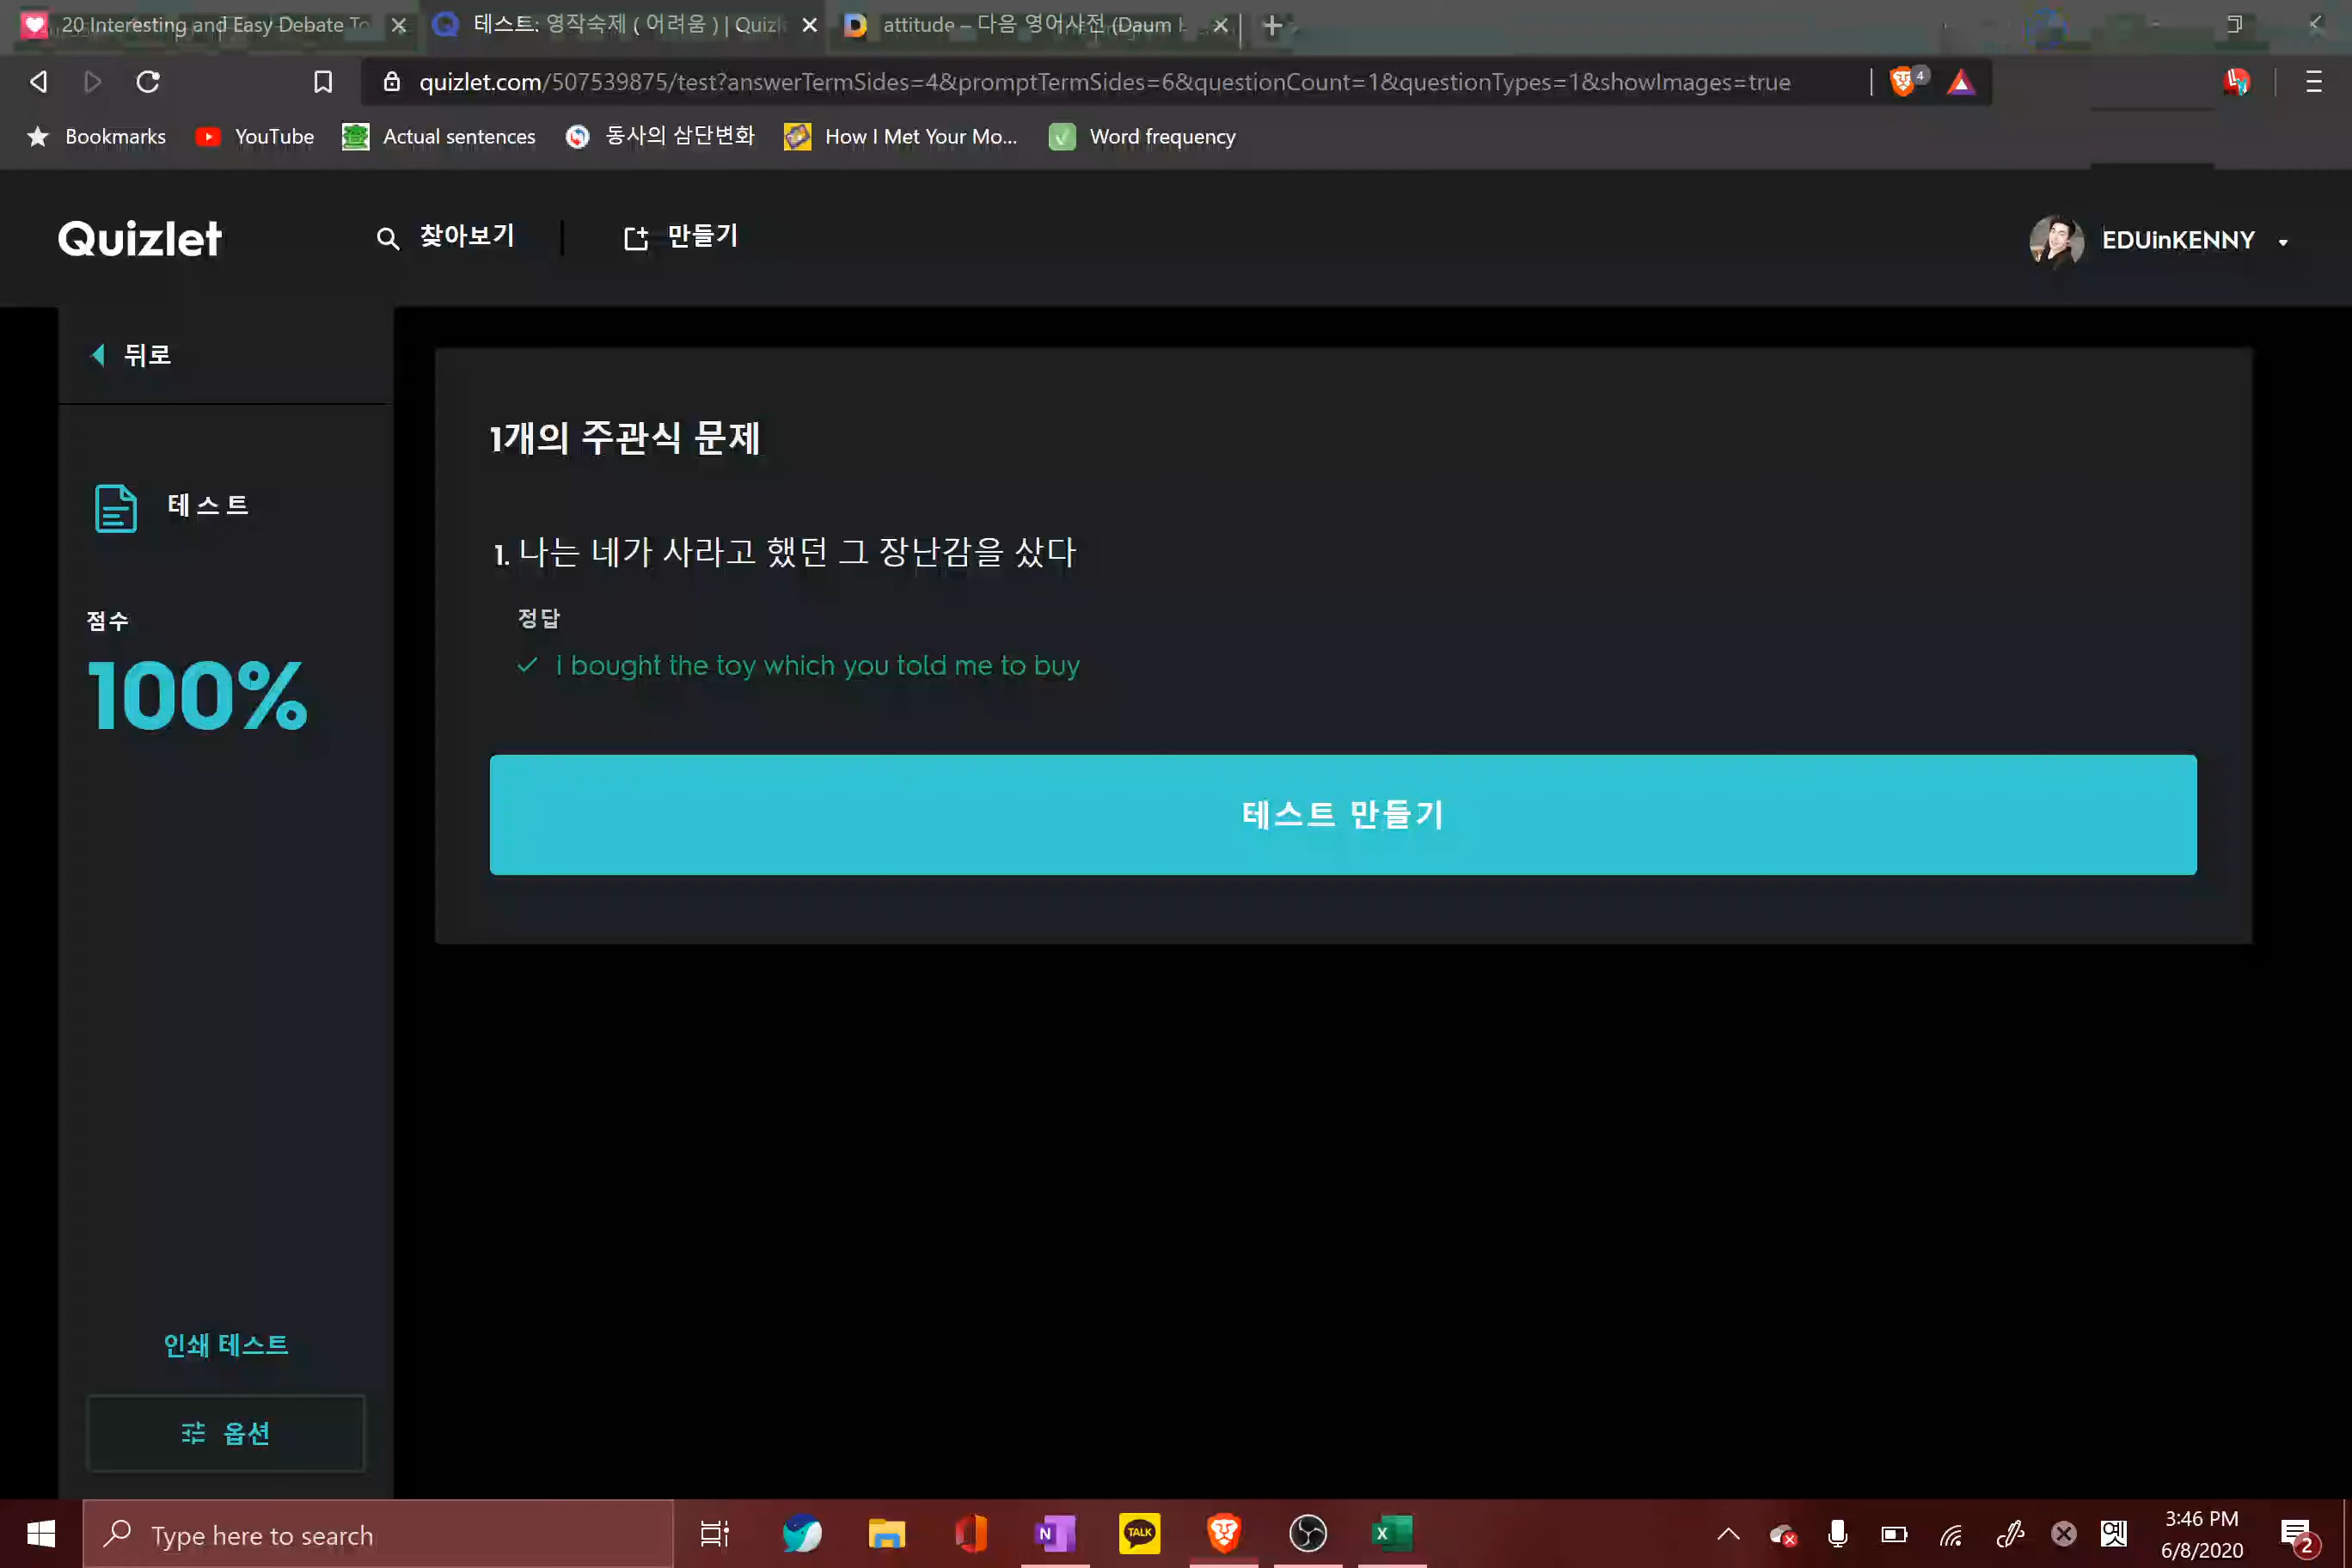 20 Interesting and Easy Debate To
테스트: 영작숙제 ( 어려움 ) | Quizl
attitude – 다음 영어사전 (Daum
quizlet.com/507539875/test?answerTermSides=4&promptTermSides=6&questionCount=1&questionTypes=1&showImages=true
4
Bookmarks
YouTube
Actual sentences
동사의 삼단변화
How I Met Your Mo...
Word frequency
Quizlet
찾아보기
만들기
EDUinKENNY
뒤로
테스트
점수
100%
1개의 주관식 문제
1. 나는 네가 사라고 했던 그 장난감을 샀다
정답
I bought the toy which you told me to buy
테스트 만들기
인쇄 테스트
옵션
Type here to search
TALK
3:46 PM
6/8/2020
2